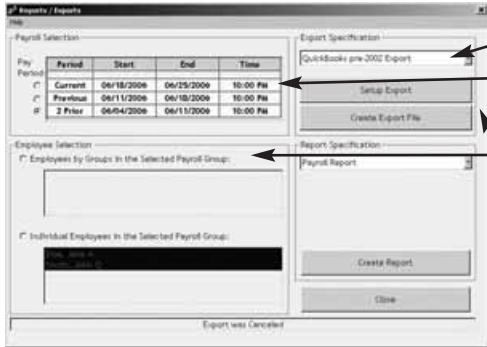 Reports / Exports
Help
Payroll Selection
Pay Period
Period Start End Time
Current 06/18/2006 06/25/2006 10:00 PM
Previous 06/11/2006 06/18/2006 10:00 PM
2 Prior 06/04/2006 06/11/2006 10:00 PM
Export Specification
QuickBooks pre-2002 Export
Setup Export
Create Export File
Employee Selection
Employees by Groups in the Selected Payroll Group:
Individual Employees in the Selected Payroll Group:
Report Specification
Payroll Report
Create Report
Close
Export was Canceled